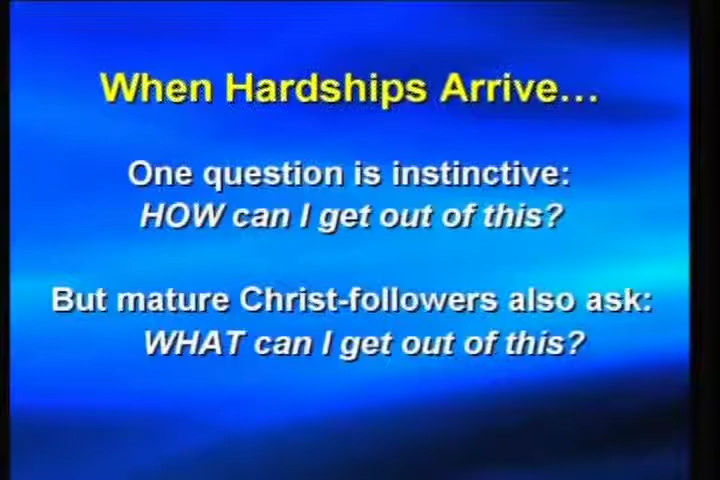 When Hardships Arrive...
One question is instinctive:
HOW can I get out of this?
But mature Christ-followers also ask:
WHAT can I get out of this?